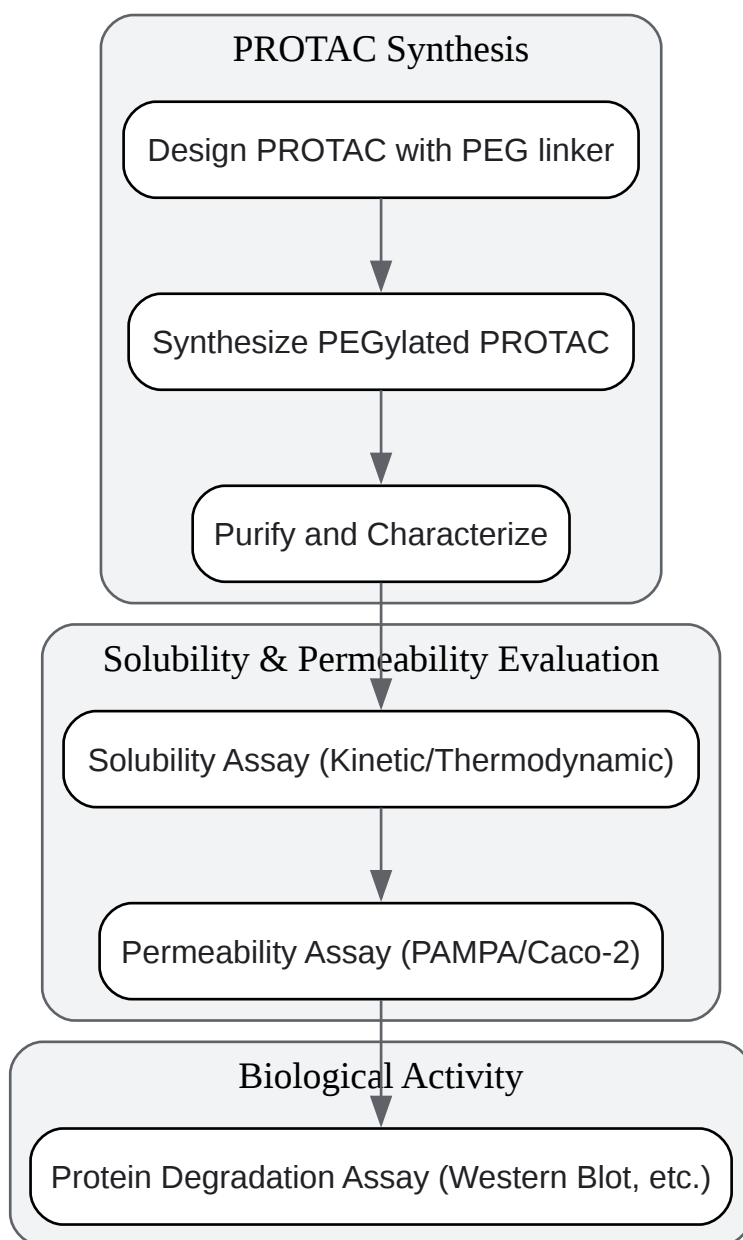 PROTAC Synthesis
Design PROTAC with PEG linker
Synthesize PEGylated PROTAC
Purify and Characterize
Solubility & Permeability Evaluation
Solubility Assay (Kinetic/Thermodynamic)
Permeability Assay (PAMPA/Caco-2)
Biological Activity
Protein Degradation Assay (Western Blot, etc.)